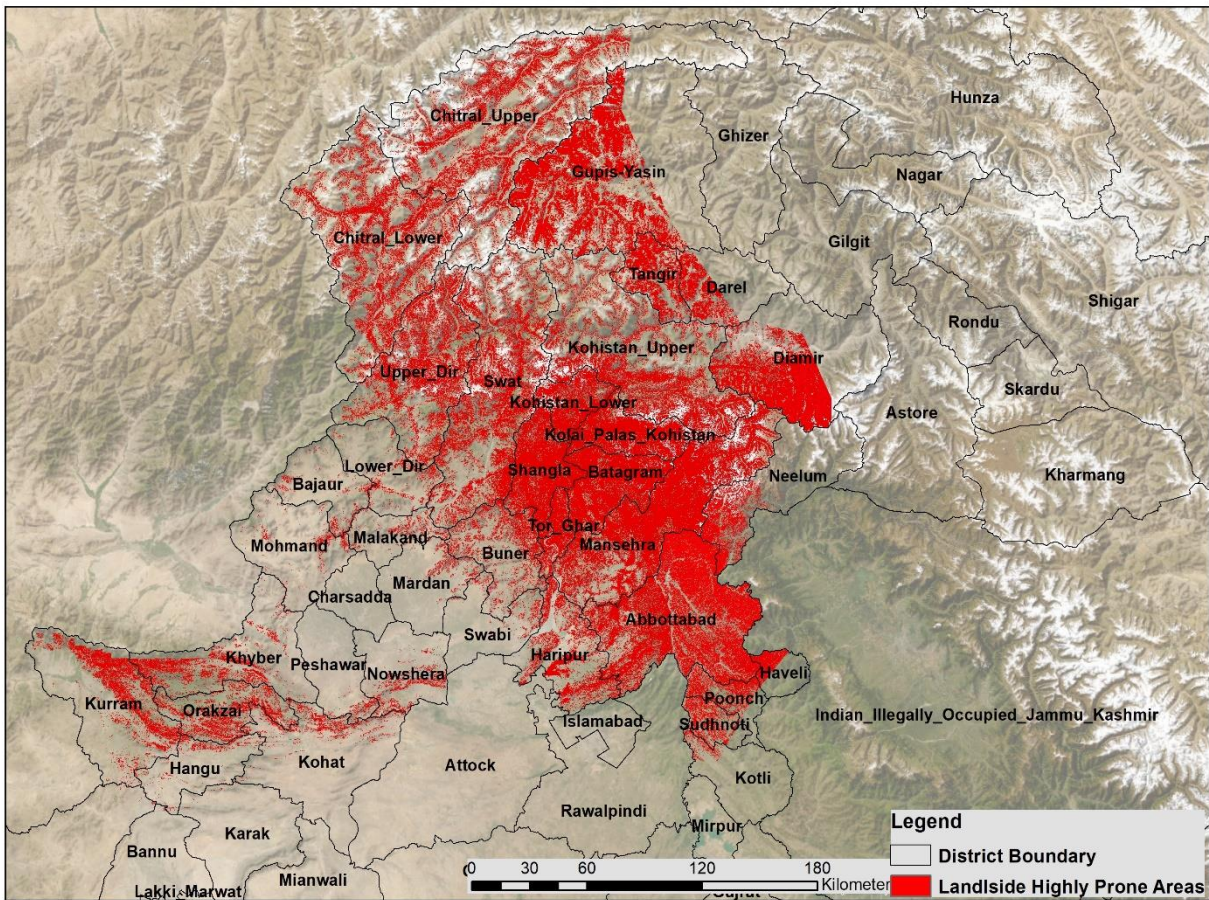 Hunza
Chitral_Upper
Ghizer
Gupis-Yasin
Nagar
Chitral_Lower
Gilgit
Tangir
Darel
Shigar
Rondu
Kohistan_Upper
Diamir
Upper_Dir
Swat
Skardu
Kohistan_Lower
Astore
Kolai_Palas_Kohistan
Lower_Dir
Shangla
Batagram
Neelum
Kharmang
Bajaur
Tor_Ghar
Malakand
Mansehra
Mohmand
Buner
Mardan
Charsadda
Abbottabad
Swabi
Haripur
Khyber
Peshawar
Nowshera
Haveli
Kurram
Poonch
Orakzai
Indian_Illegally_Occupied_Jammu_Kashmir
Islamabad
Sudhnoti
Kohat
Attock
Hangu
Kotli
Rawalpindi
Mirpur
Karak
Bannu
Mianwali
Lakki_Marwat
0 30 60 120 180
Kilometer
Legend
District Boundary
Landlside Highly Prone Areas